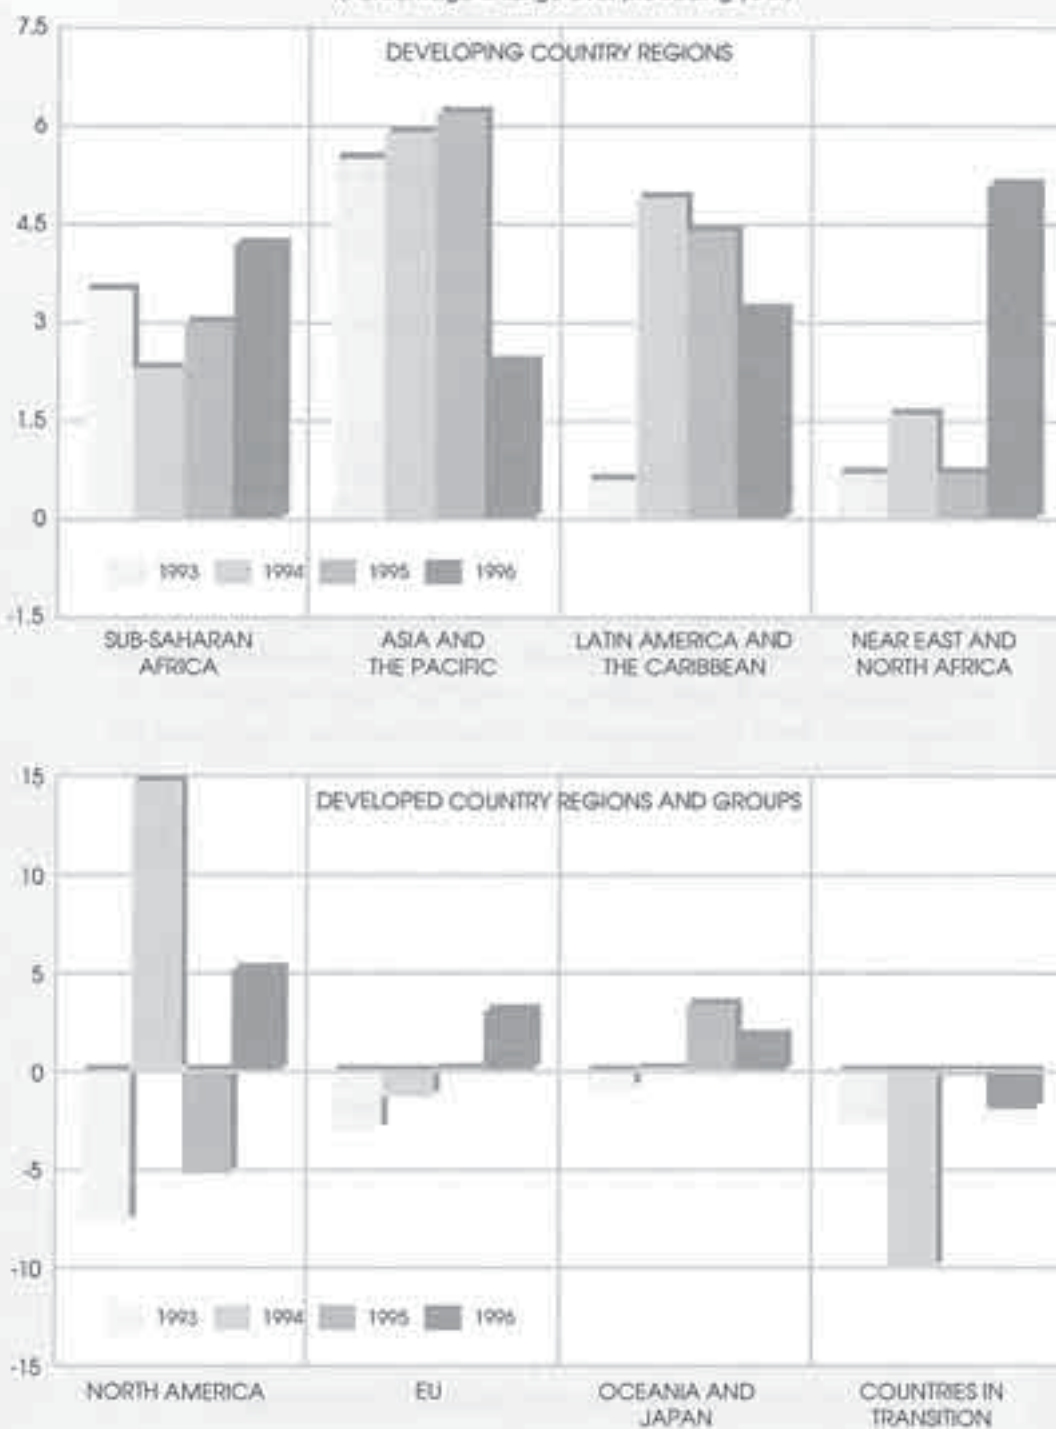 7.5
DEVELOPING COUNTRY REGIONS
6
4.5
3
1.5
0
1993 1994 1995 1996
-1.5
SUB-SAHARAN AFRICA
ASIA AND THE PACIFIC
LATIN AMERICA AND THE CARIBBEAN
NEAR EAST AND NORTH AFRICA
15
DEVELOPED COUNTRY REGIONS AND GROUPS
10
5
0
-5
-10
1993 1994 1995 1996
-15
NORTH AMERICA
EU
OCEANIA AND JAPAN
COUNTRIES IN TRANSITION